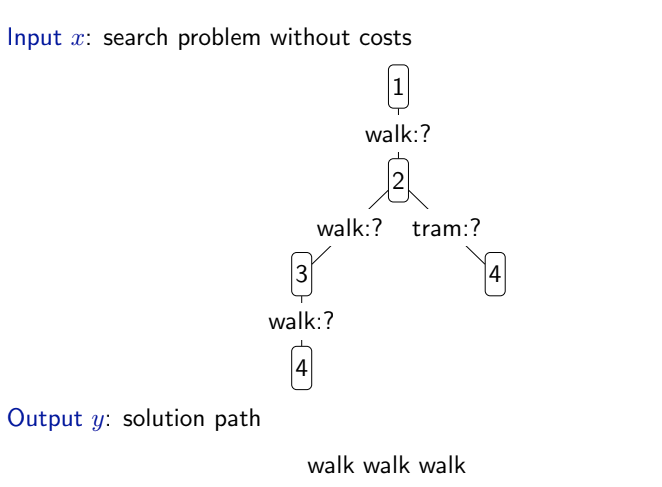 Input x: search problem without costs
1
walk:?
2
walk:? tram:?
3 4
walk:?
4
Output y: solution path
walk walk walk